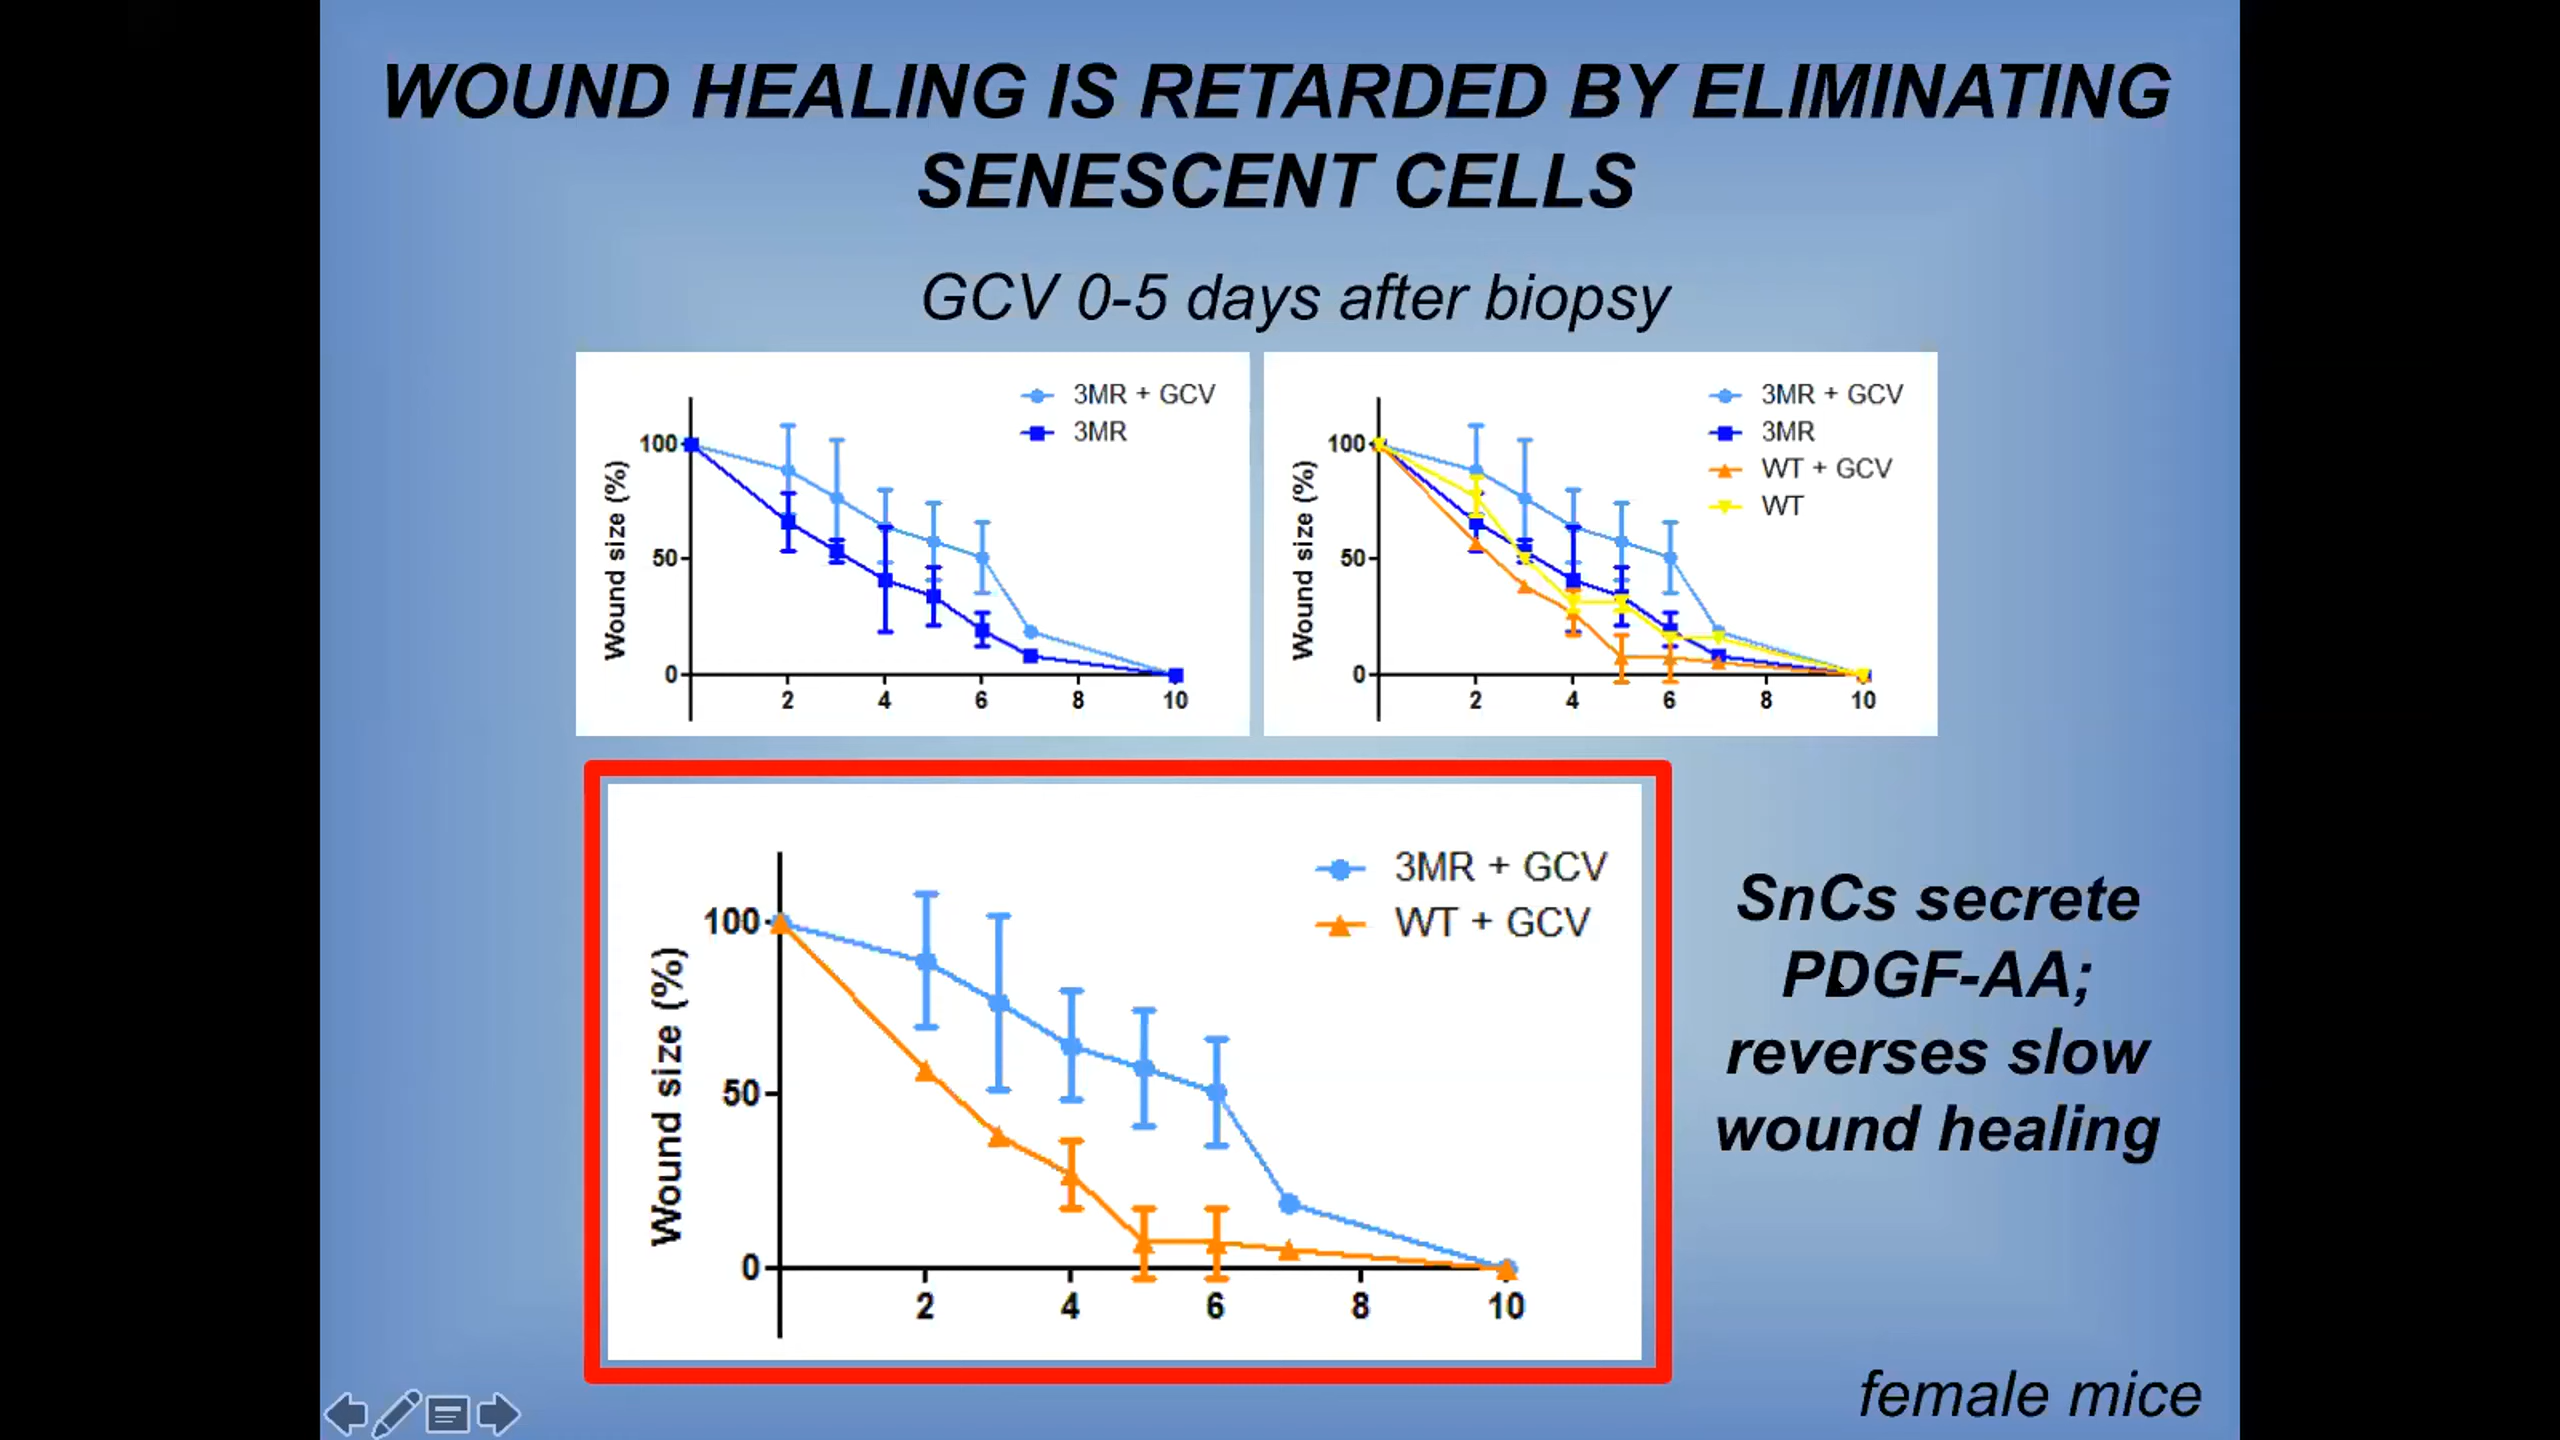 WOUND HEALING IS RETARDED BY ELIMINATING
SENESCENT CELLS
GCV 0-5 days after biopsy
3MR + GCV
3MR
100
50
0
Wound size (%)
2 4 6 8 10
3MR + GCV
3MR
WT + GCV
WT
100
50
0
Wound size (%)
2 4 6 8 10
3MR + GCV
WT + GCV
100
50
0
Wound size (%)
2 4 6 8 10
SnCs secrete
PDGF-AA;
reverses slow
wound healing
female mice